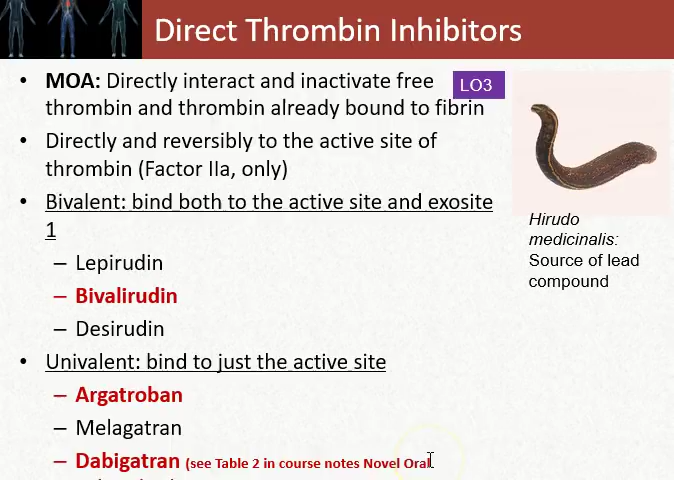 Direct Thrombin Inhibitors
• MOA: Directly interact and inactivate free
thrombin and thrombin already bound to fibrin
LO3
• Directly and reversibly to the active site of
thrombin (Factor IIa, only)
• Bivalent: bind both to the active site and exosite
1
– Lepirudin
– Bivalirudin
– Desirudin
• Univalent: bind to just the active site
– Argatroban
– Melagatran
– Dabigatran (see Table 2 in course notes Novel Oral
Hirudo
medicinalis:
Source of lead
compound